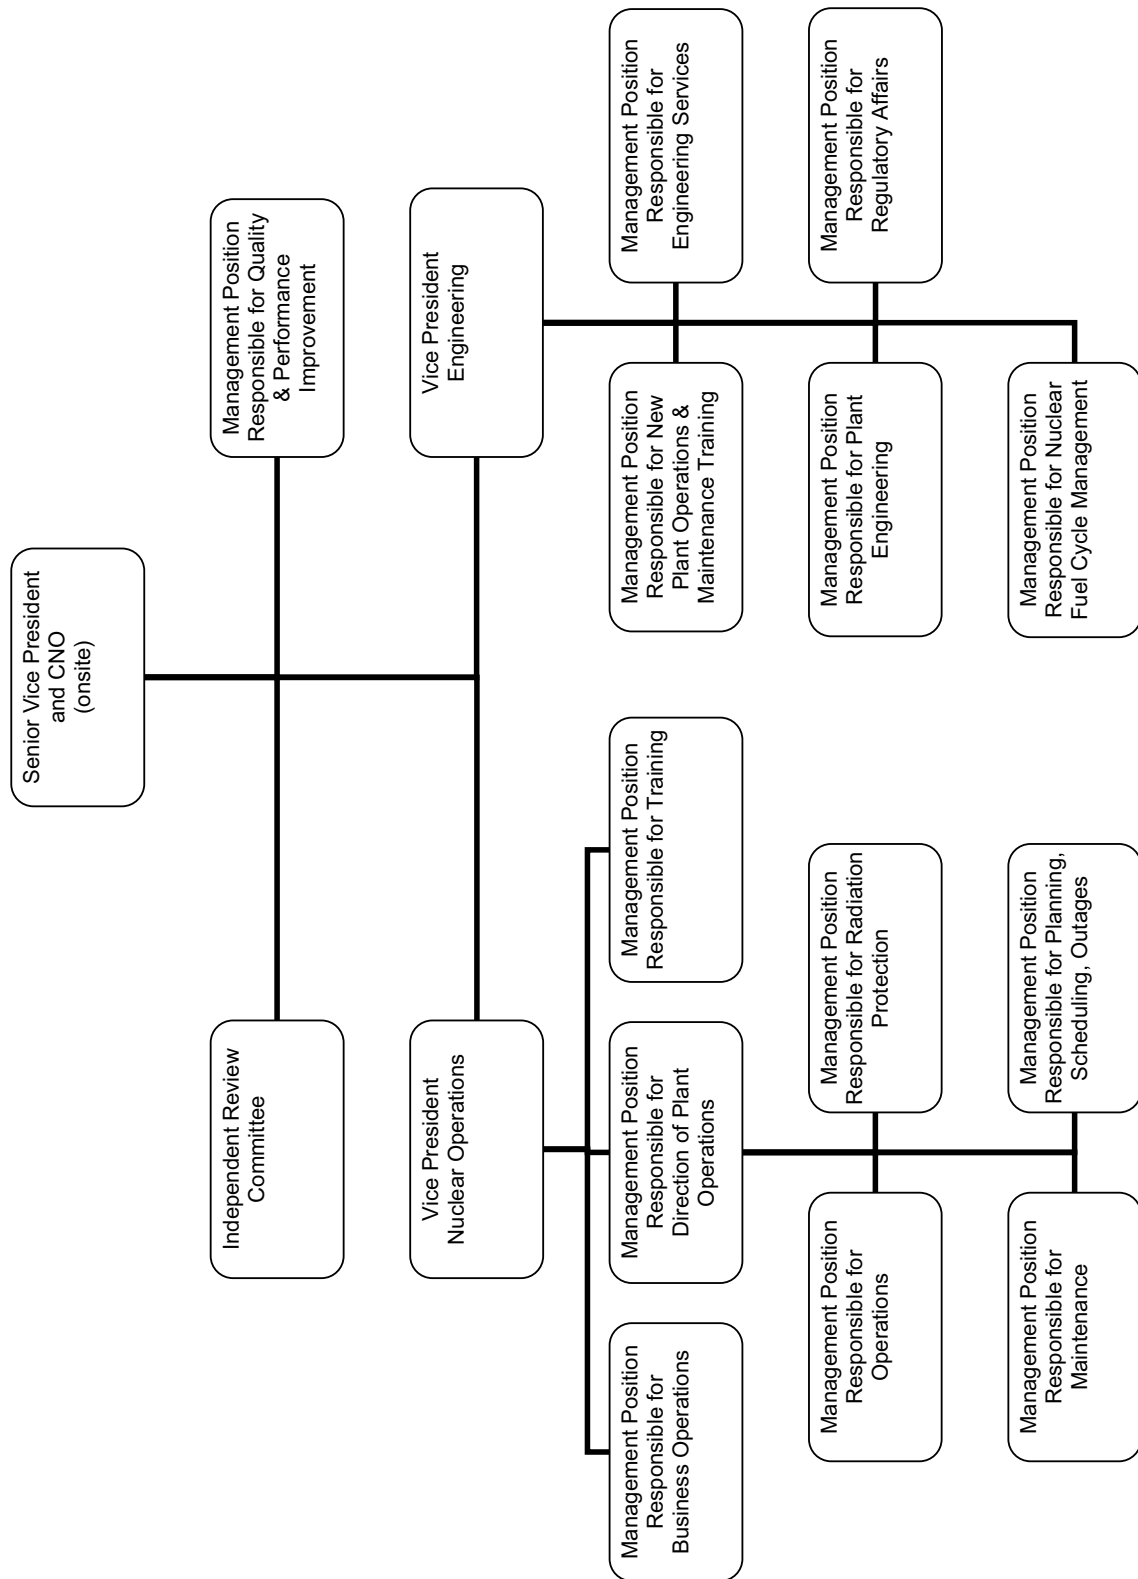 Senior Vice President
and CNO
(onsite)
Independent Review
Committee
Management Position
Responsible for Quality
& Performance
Improvement
Vice President
Nuclear Operations
Vice President
Engineering
Management Position
Responsible for
Business Operations
Management Position
Responsible for
Direction of Plant
Operations
Management Position
Responsible for Training
Management Position
Responsible for New
Plant Operations &
Maintenance Training
Management Position
Responsible for
Engineering Services
Management Position
Responsible for
Operations
Management Position
Responsible for Radiation
Protection
Management Position
Responsible for Plant
Engineering
Management Position
Responsible for
Regulatory Affairs
Management Position
Responsible for
Maintenance
Management Position
Responsible for Planning,
Scheduling, Outages
Management Position
Responsible for Nuclear
Fuel Cycle Management